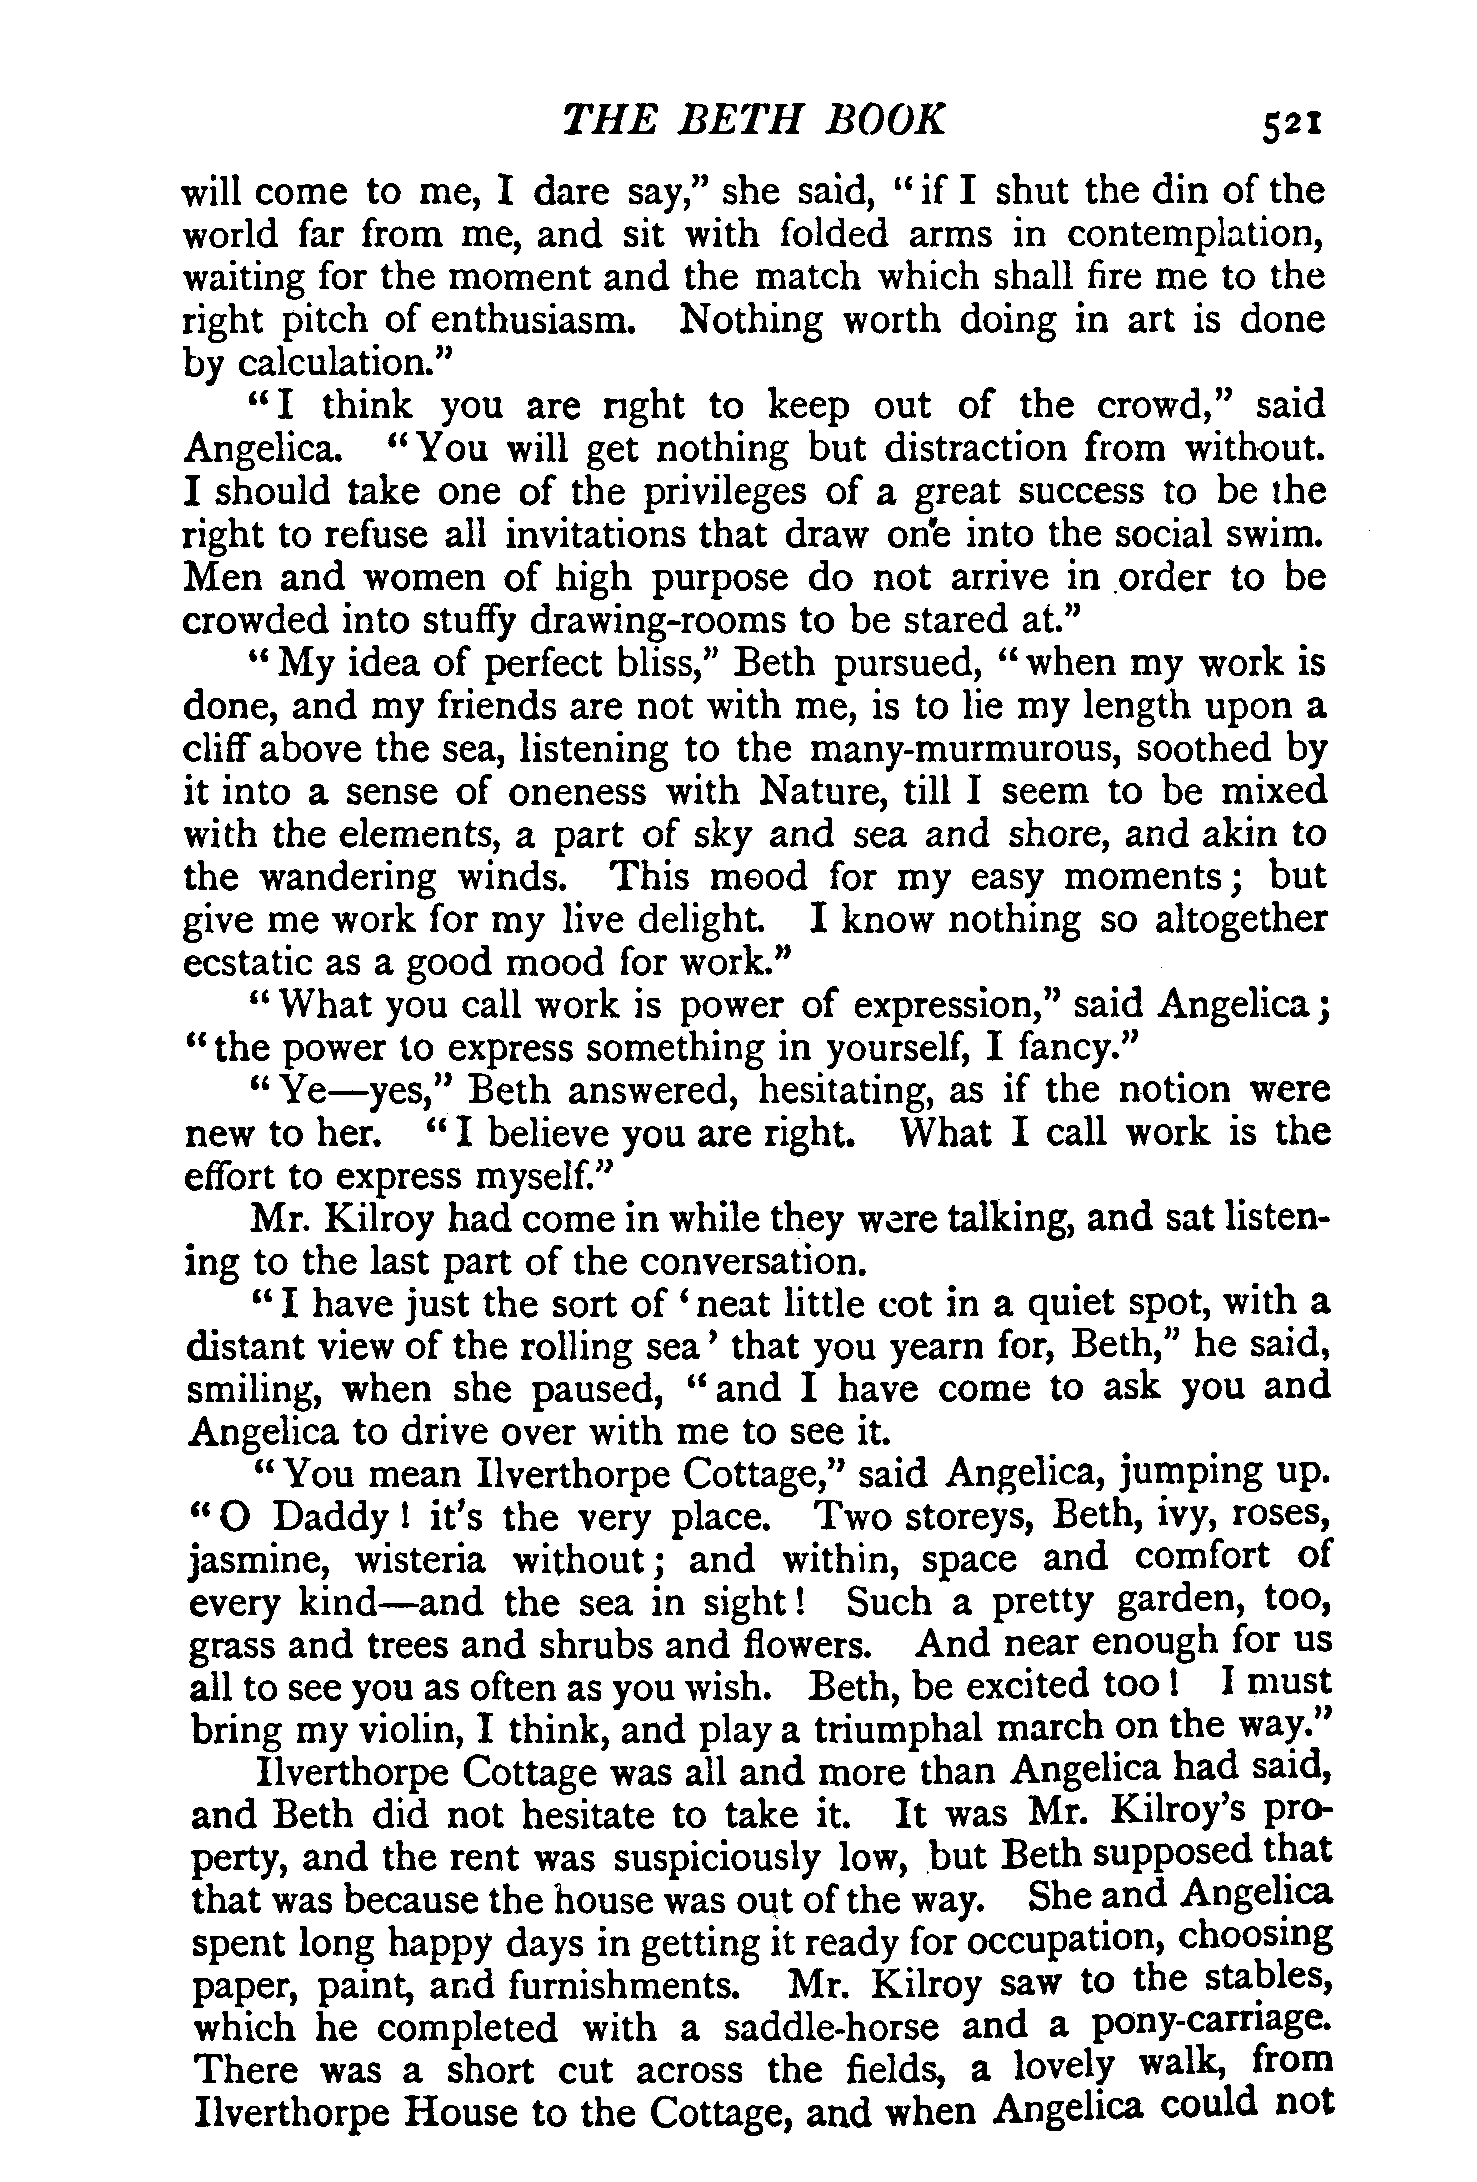 THE BETH BOOK 521
will come to me, I dare say,” she said, “if I shut the din of the
world far from me, and sit with folded arms in contemplation,
waiting for the moment and the match which shall fire me to the
right pitch of enthusiasm. Nothing worth doing in art is done
by calculation.”
“I think you are right to keep out of the crowd,” said
Angelica. “You will get nothing but distraction from without.
I should take one of the privileges of a great success to be the
right to refuse all invitations that draw one into the social swim.
Men and women of high purpose do not arrive in order to be
crowded into stuffy drawing-rooms to be stared at.”
“My idea of perfect bliss,” Beth pursued, “when my work is
done, and my friends are not with me, is to lie my length upon a
cliff above the sea, listening to the many-murmurous, soothed by
it into a sense of oneness with Nature, till I seem to be mixed
with the elements, a part of sky and sea and shore, and akin to
the wandering winds. This mood for my easy moments; but
give me work for my live delight. I know nothing so altogether
ecstatic as a good mood for work.”
“What you call work is power of expression,” said Angelica;
“the power to express something in yourself, I fancy.”
“Ye—yes,” Beth answered, hesitating, as if the notion were
new to her. “I believe you are right. What I call work is the
effort to express myself.”
Mr. Kilroy had come in while they were talking, and sat listen-
ing to the last part of the conversation.
“I have just the sort of ‘neat little cot in a quiet spot, with a
distant view of the rolling sea’ that you yearn for, Beth,” he said,
smiling, when she paused, “and I have come to ask you and
Angelica to drive over with me to see it.
“You mean Ilverthorpe Cottage,” said Angelica, jumping up.
“O Daddy! it’s the very place. Two storeys, Beth, ivy, roses,
jasmine, wisteria without; and within, space and comfort of
every kind—and the sea in sight! Such a pretty garden, too,
grass and trees and shrubs and flowers. And near enough for us
all to see you as often as you wish. Beth, be excited too! I must
bring my violin, I think, and play a triumphal march on the way.”
Ilverthorpe Cottage was all and more than Angelica had said,
and Beth did not hesitate to take it. It was Mr. Kilroy’s pro-
perty, and the rent was suspiciously low, but Beth supposed that
that was because the house was out of the way. She and Angelica
spent long happy days in getting it ready for occupation, choosing
paper, paint, and furnishments. Mr. Kilroy saw to the stables,
which he completed with a saddle-horse and a pony-carriage.
There was a short cut across the fields, a lovely walk, from
Ilverthorpe House to the Cottage, and when Angelica could not